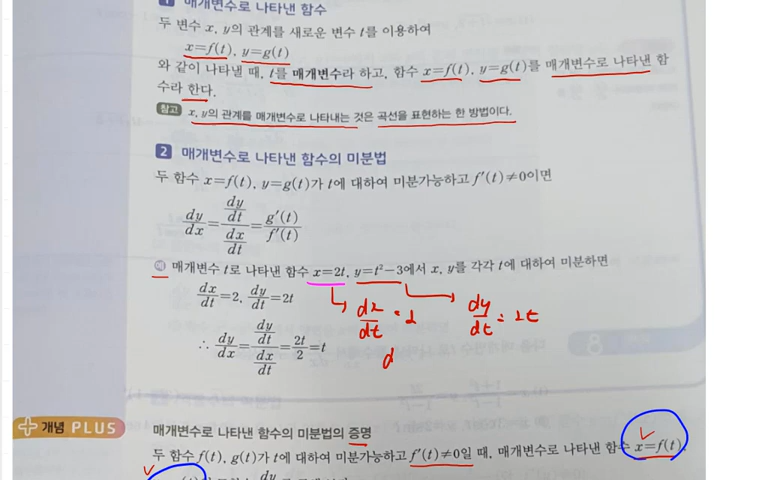 1 매개변수로 나타낸 함수
두 변수 x, y의 관계를 새로운 변수 t를 이용하여
x=f(t), y=g(t)
와 같이 나타낼 때, t를 매개변수라 하고, 함수 x=f(t), y=g(t)를 매개변수로 나타낸 함
수라 한다.
참고 x, y의 관계를 매개변수로 나타내는 것은 곡선을 표현하는 한 방법이다.
2 매개변수로 나타낸 함수의 미분법
두 함수 x=f(t), y=g(t)가 t에 대하여 미분가능하고 f'(t)≠0이면
dy/dx = (dy/dt)/(dx/dt) = g'(t)/f'(t)
예 매개변수 t로 나타낸 함수 x=2t, y=t²-3에서 x, y를 각각 t에 대하여 미분하면
dx/dt=2, dy/dt=2t
dx/dt = 2
dy/dt = 2t
∴ dy/dx = (dy/dt)/(dx/dt) = 2t/2 = t
d
개념 PLUS
매개변수로 나타낸 함수의 미분법의 증명
두 함수 f(t), g(t)가 t에 대하여 미분가능하고 f'(t)≠0일 때, 매개변수로 나타낸 함수 x=f(t),